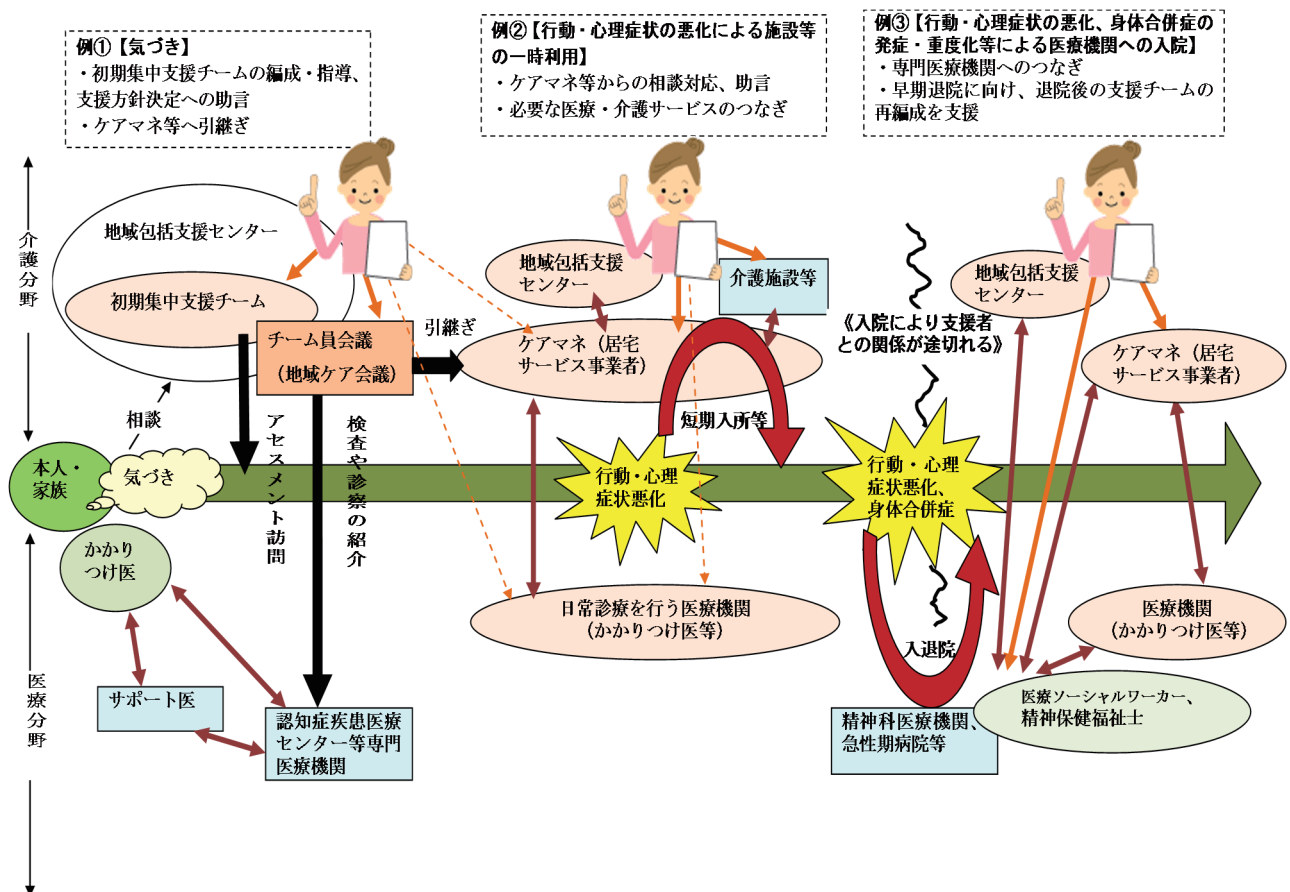 例①【気づき】
・初期集中支援チームの編成・指導、
支援方針決定への助言
・ケアマネ等へ引継ぎ
例②【行動・心理症状の悪化による施設等
の一時利用】
・ケアマネ等からの相談対応、助言
・必要な医療・介護サービスのつなぎ
例③【行動・心理症状の悪化、身体合併症の
発症・重度化等による医療機関への入院】
・専門医療機関へのつなぎ
・早期退院に向け、退院後の支援チームの
再編成を支援
介護分野
地域包括支援センター
初期集中支援チーム
チーム員会議
（地域ケア会議）
引継ぎ
相談
アセスメント訪問
検査や診察の紹介
本人・
家族
気づき
地域包括支援
センター
介護施設等
ケアマネ（居宅
サービス事業者）
短期入所等
行動・心理
症状悪化
《入院により支援者
との関係が途切れる》
行動・心理
症状悪化、
身体合併症
地域包括支援
センター
ケアマネ（居宅
サービス事業者）
医療分野
かかり
つけ医
サポート医
認知症疾患医療
センター等専門
医療機関
日常診療を行う医療機関
（かかりつけ医等）
入退院
精神科医療機関、
急性期病院等
医療機関
（かかりつけ医等）
医療ソーシャルワーカー、
精神保健福祉士